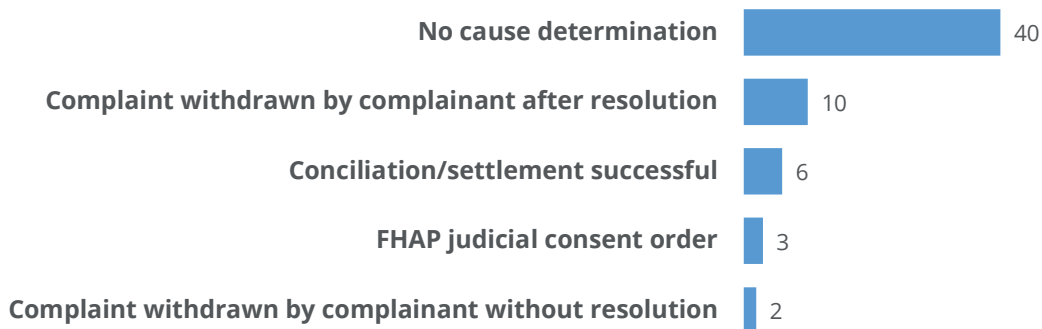 No cause determination 40
Complaint withdrawn by complainant after resolution 10
Conciliation/settlement successful 6
FHAP judicial consent order 3
Complaint withdrawn by complainant without resolution 2